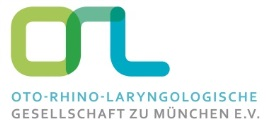 ORL
OTO-RHINO-LARYNGOLOGISCHE
GESELLSCHAFT ZU MÜNCHEN E.V.